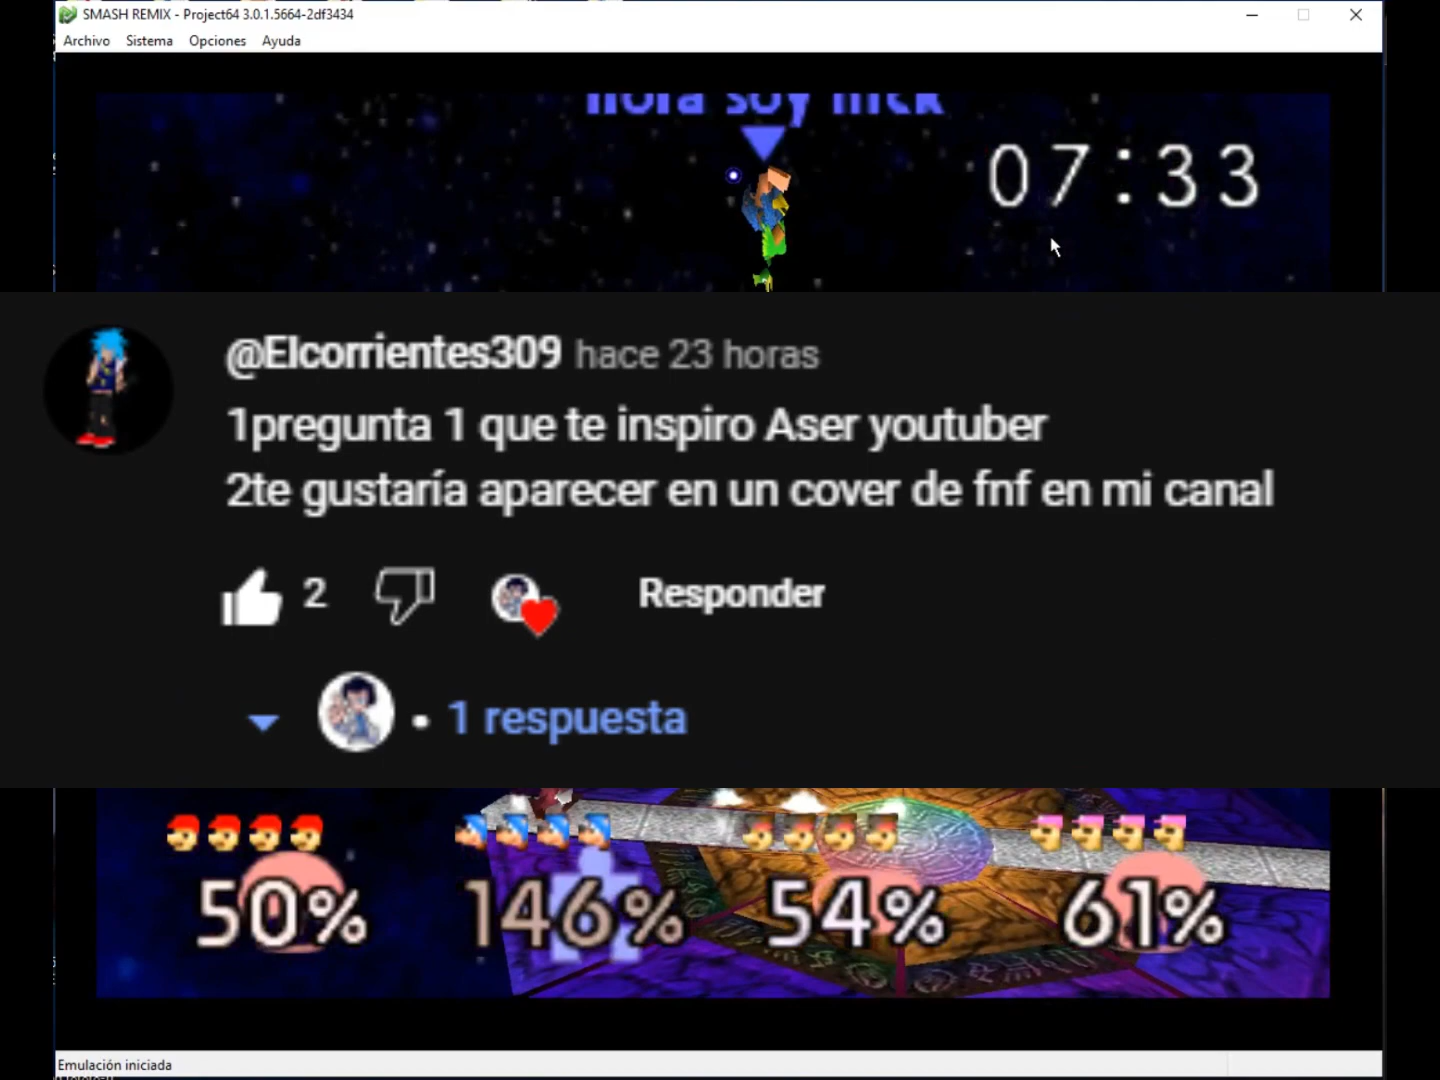 SMASH REMIX - Project64 3.0.1.5664-2df3434
Archivo Sistema Opciones Ayuda
soy
07:33
@Elcorrientes309 hace 23 horas
1pregunta 1 que te inspiro Aser youtuber
2te gustaría aparecer en un cover de fnf en mi canal
2 Responder
• 1 respuesta
50% 146% 54% 61%
Emulación iniciada